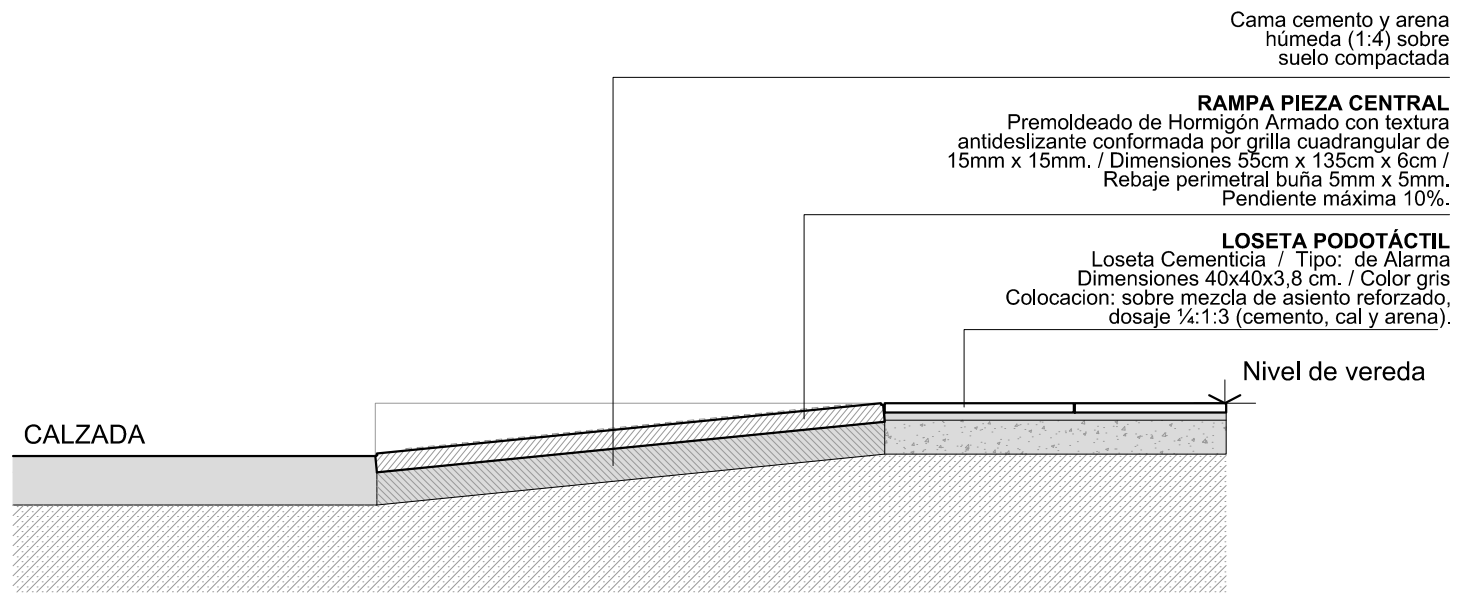 Cama cemento y arena
húmeda (1:4) sobre
suelo compactada
RAMPA PIEZA CENTRAL
Premoldeado de Hormigón Armado con textura
antideslizante conformada por grilla cuadrangular de
15mm x 15mm. / Dimensiones 55cm x 135cm x 6cm /
Rebaje perimetral buña 5mm x 5mm.
Pendiente máxima 10%.
LOSETA PODOTÁCTIL
Loseta Cementicia / Tipo: de Alarma
Dimensiones 40x40x3,8 cm. / Color gris
Colocacion: sobre mezcla de asiento reforzado,
dosaje ¼:1:3 (cemento, cal y arena).
Nivel de vereda
CALZADA